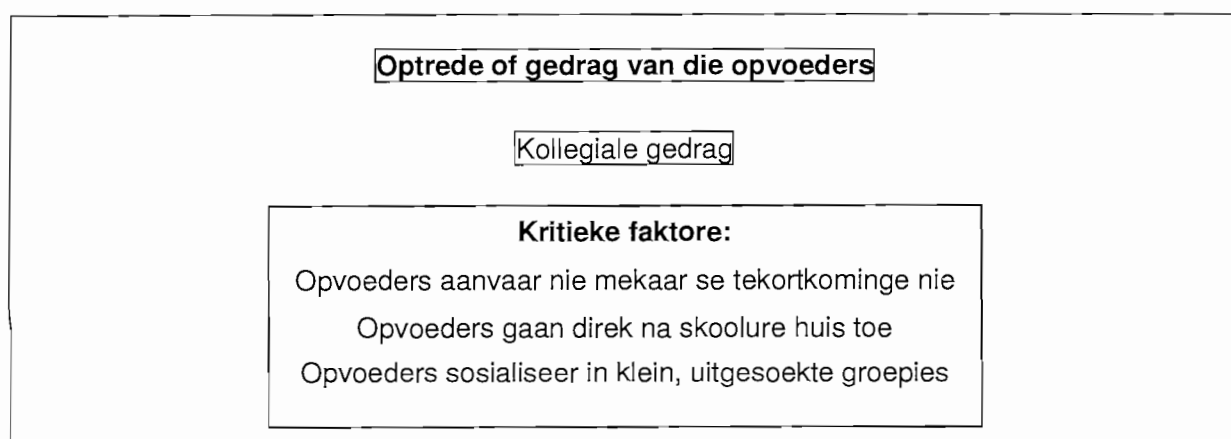 Optrede of gedrag van die opvoeders
Kollegiale gedrag
Kritieke faktore:
Opvoeders aanvaar nie mekaar se tekortkominge nie
Opvoeders gaan direk na skoolure huis toe
Opvoeders sosialiseer in klein, uitgesoekte groepies